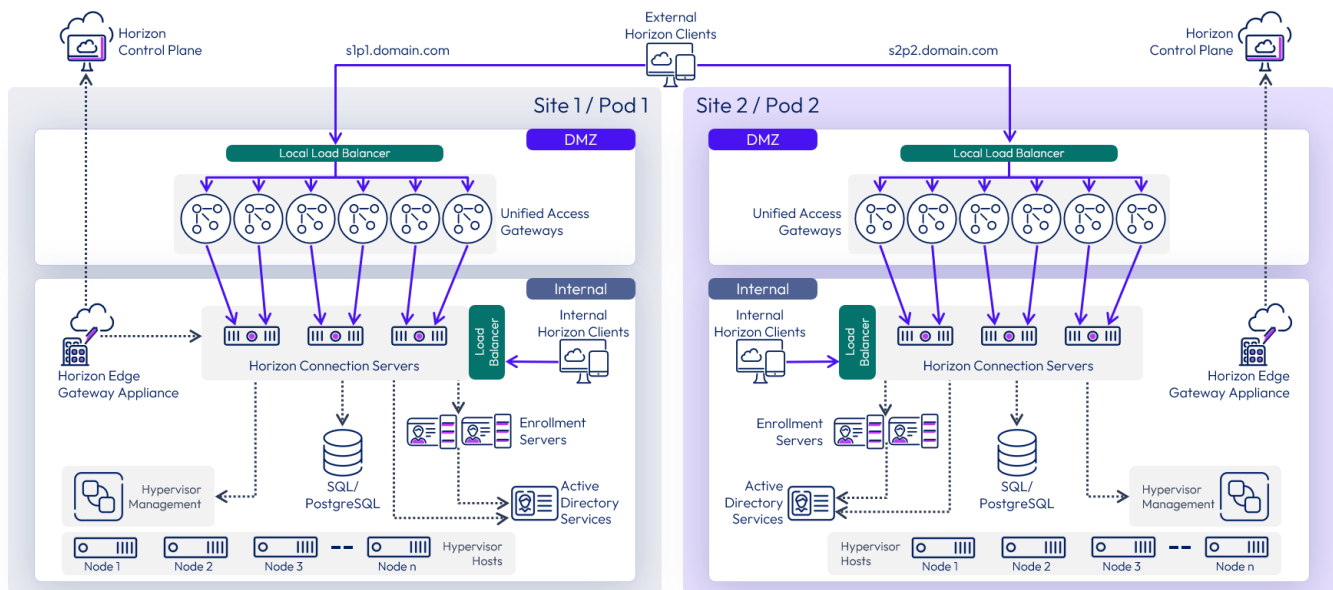 Horizon
Control Plane
s1p1.domain.com
External
Horizon Clients
s2p2.domain.com
Horizon
Control Plane
Site 1 / Pod 1
DMZ
Local Load Balancer
Unified Access
Gateways
Internal
Internal
Horizon Clients
Load
Balancer
Horizon Connection Servers
Horizon Edge
Gateway Appliance
Enrollment
Servers
SQL/
PostgreSQL
Hypervisor
Management
Active
Directory
Services
Node 1
Node 2
Node 3
Node n
Hypervisor
Hosts
Site 2 / Pod 2
DMZ
Local Load Balancer
Unified Access
Gateways
Internal
Internal
Horizon Clients
Load
Balancer
Horizon Connection Servers
Horizon Edge
Gateway Appliance
Enrollment
Servers
Active
Directory
Services
SQL/
PostgreSQL
Hypervisor
Management
Hypervisor
Hosts
Node 1
Node 2
Node 3
Node n